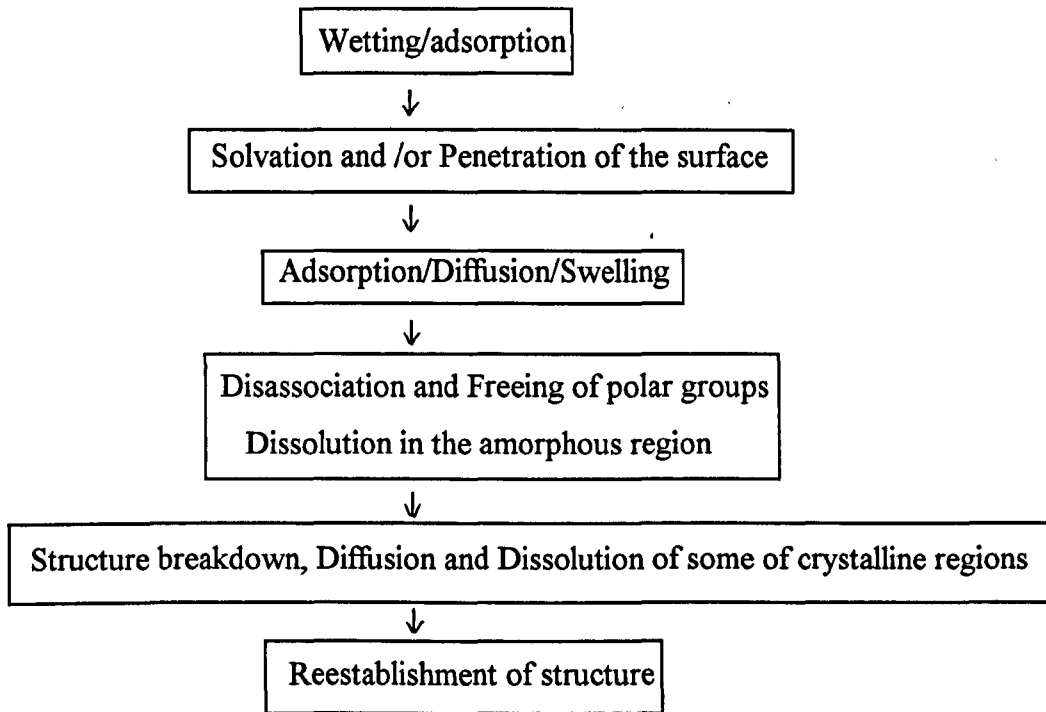 Wetting/adsorption
Solvation and /or Penetration of the surface
Adsorption/Diffusion/Swelling
Disassociation and Freeing of polar groups
Dissolution in the amorphous region
Structure breakdown, Diffusion and Dissolution of some of crystalline regions
Reestablishment of structure